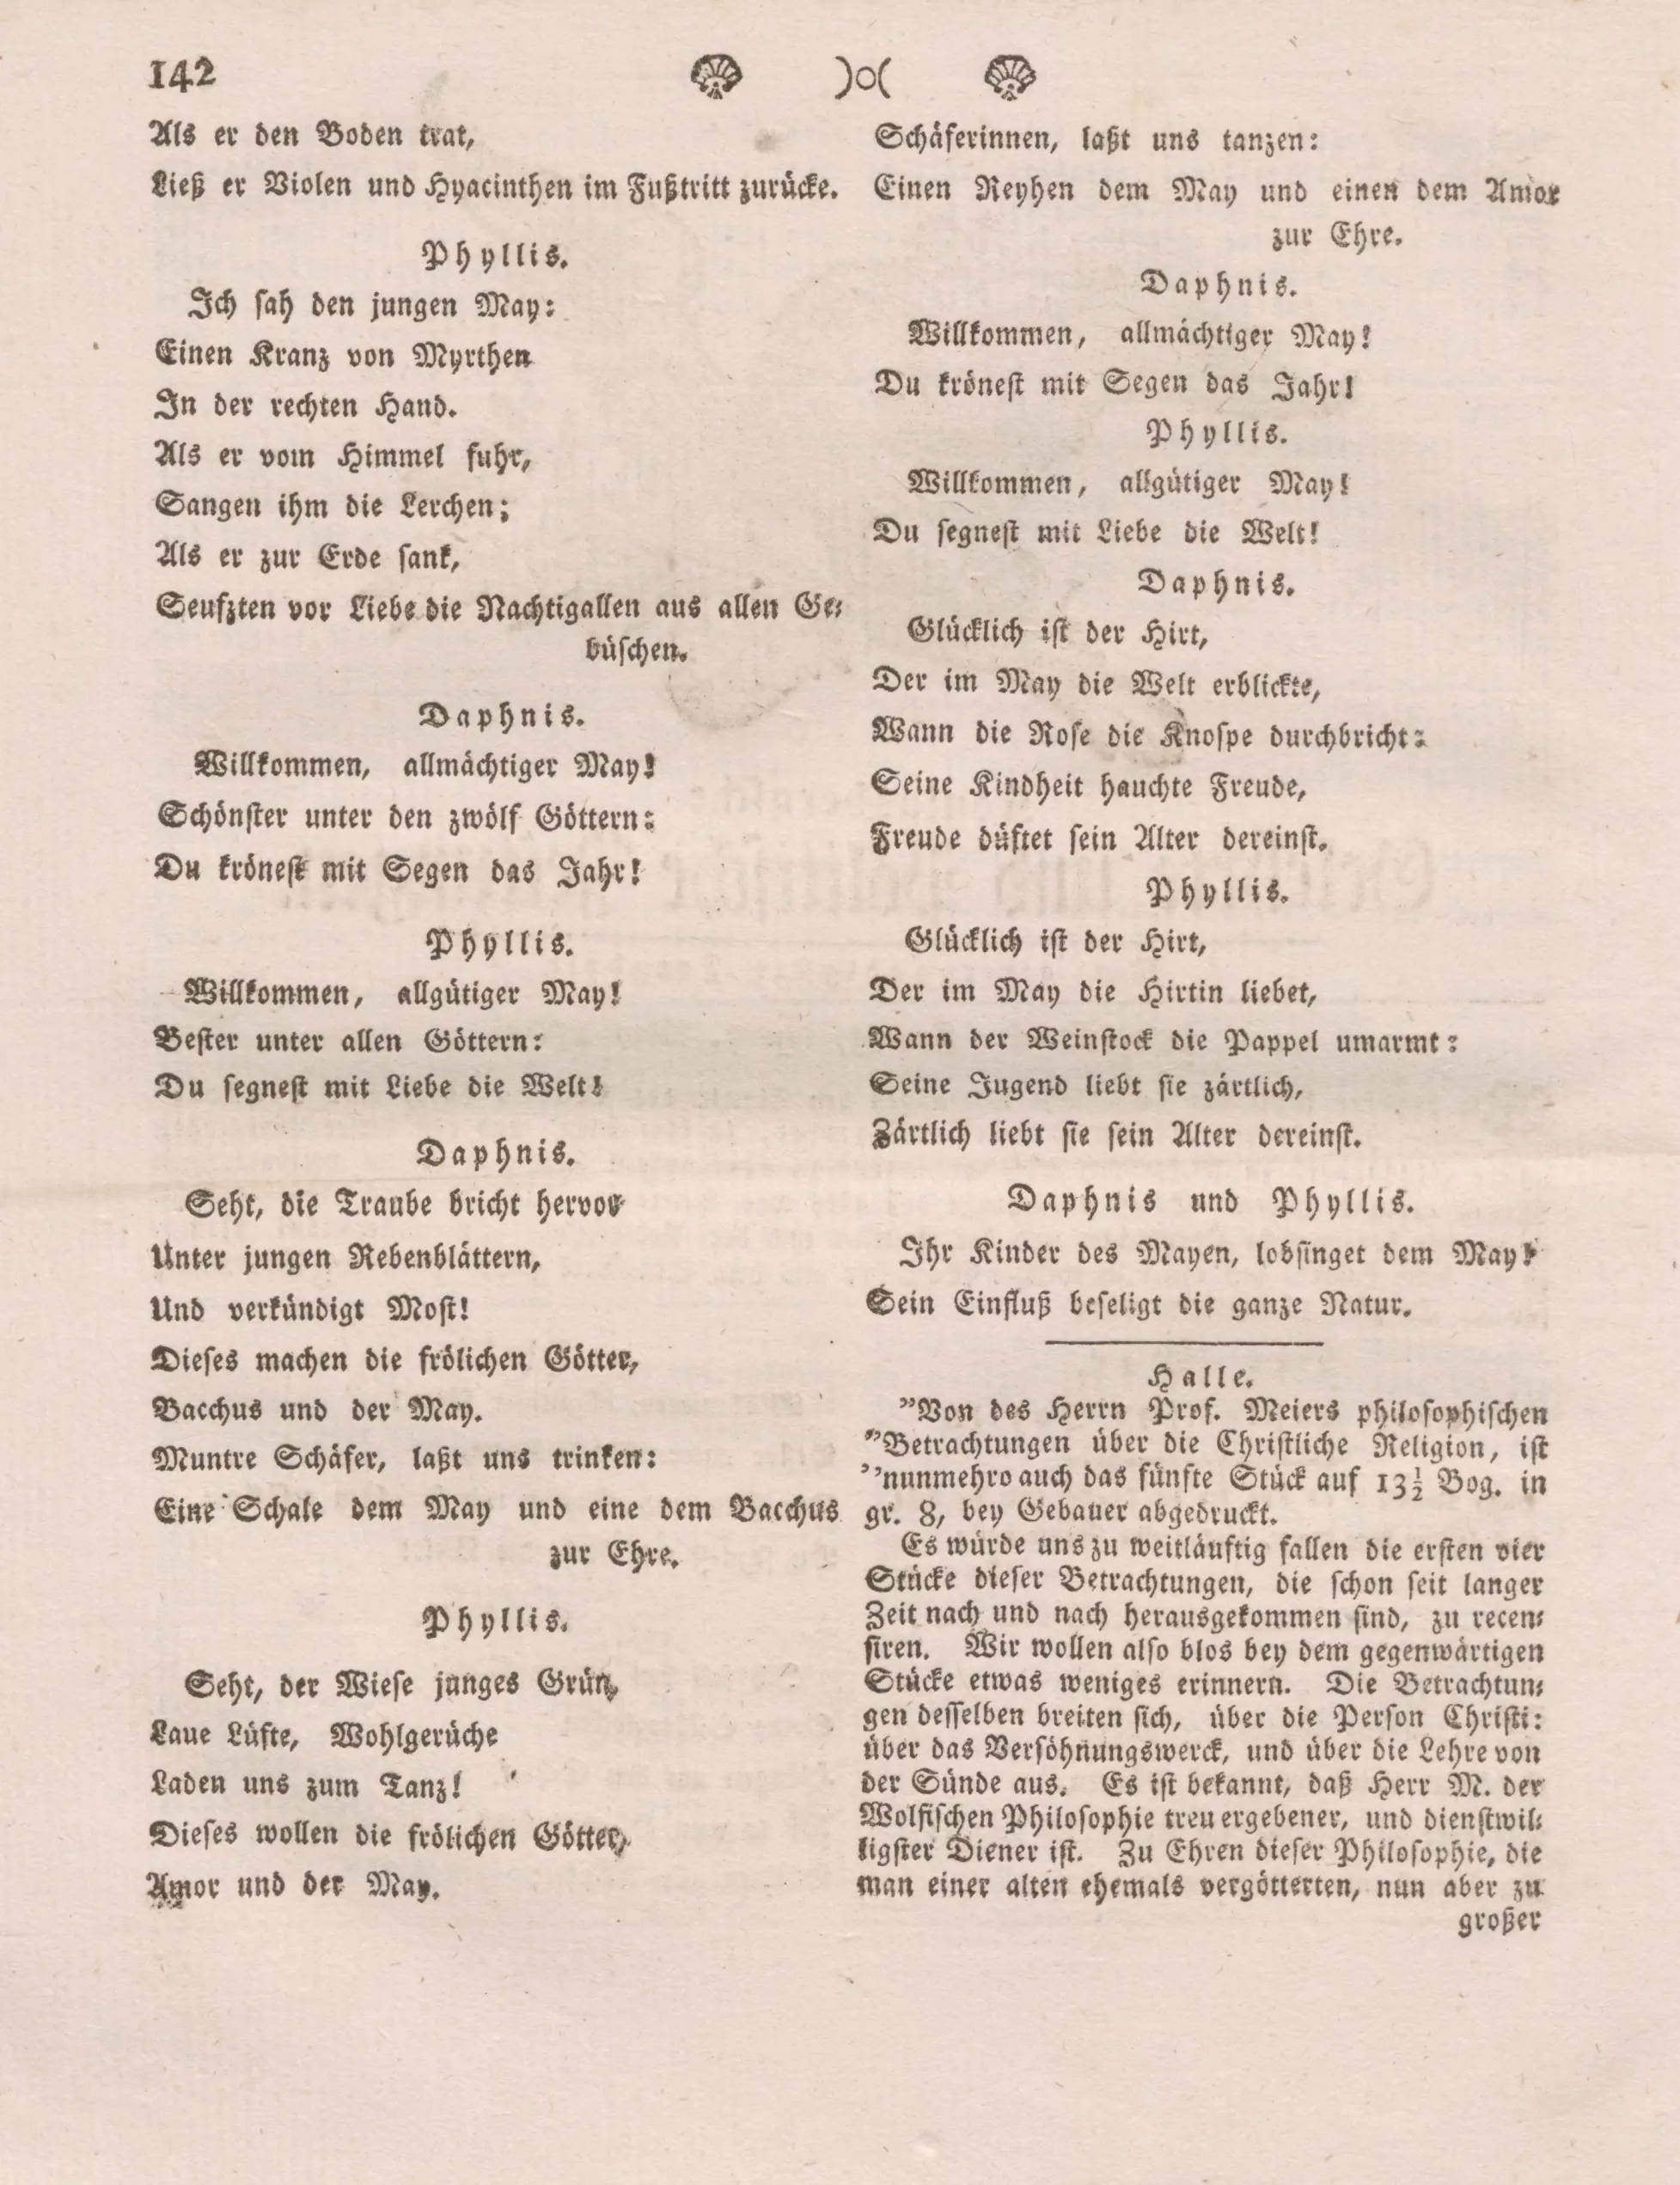 142 )o(
Als er den Boden trat,
Ließ er Violen und Hyacinthen im Fußtritt zurücke.
Phyllis.
Ich sah den jungen May:
Einen Kranz von Myrthen
In der rechten Hand.
Als er vom Himmel fuhr,
Sangen ihm die Lerchen;
Als er zur Erde sank,
Seufzten vor Liebe die Nachtigallen aus allen Ge-
büschen.
Daphnis.
Willkommen, allmächtiger May!
Schönster unter den zwölf Göttern:
Du krönest mit Segen das Jahr!
Phyllis.
Willkommen, allgütiger May!
Bester unter allen Göttern:
Du segnest mit Liebe die Welt!
Daphnis.
Seht, die Traube bricht hervor
Unter jungen Rebenblättern,
Und verkündigt Most!
Dieses machen die frölichen Götter,
Bacchus und der May.
Muntre Schäfer, laßt uns trinken:
Eine Schale dem May und eine dem Bacchus
zur Ehre.
Phyllis.
Seht, der Wiese junges Grün,
Laue Lüfte, Wohlgerüche
Laden uns zum Tanz!
Dieses wollen die frölichen Götter,
Amor und der May.
Schäferinnen, laßt uns tanzen:
Einen Reyhen dem May und einen dem Amor
zur Ehre.
Daphnis.
Willkommen, allmächtiger May!
Du krönest mit Segen das Jahr!
Phyllis.
Willkommen, allgütiger May!
Du segnest mit Liebe die Welt!
Daphnis.
Glücklich ist der Hirt,
Der im May die Welt erblickte,
Wann die Rose die Knospe durchbricht:
Seine Kindheit hauchte Freude,
Freude düftet sein Alter dereinst.
Phyllis.
Glücklich ist der Hirt,
Der im May die Hirtin liebet,
Wann der Weinstock die Pappel umarmt:
Seine Jugend liebt sie zärtlich,
Zärtlich liebt sie sein Alter dereinst.
Daphnis und Phyllis.
Ihr Kinder des Mayen, lobsinget dem May!
Sein Einfluß beseligt die ganze Natur.
Halle.
"Von des Herrn Prof. Meiers philosophischen
"Betrachtungen über die Christliche Religion, ist
"nunmehro auch das fünfte Stück auf 13½ Bog. in
gr. 8, bey Gebauer abgedruckt.
Es würde uns zu weitläuftig fallen die ersten vier
Stücke dieser Betrachtungen, die schon seit langer
Zeit nach und nach herausgekommen sind, zu recen-
siren. Wir wollen also blos bey dem gegenwärtigen
Stücke etwas weniges erinnern. Die Betrachtun-
gen desselben breiten sich, über die Person Christi:
über das Versöhnungswerck, und über die Lehre von
der Sünde aus. Es ist bekannt, daß Herr M. der
Wolfischen Philosophie treu ergebener, und dienstwil-
ligster Diener ist. Zu Ehren dieser Philosophie, die
man einer alten ehemals vergötterten, nun aber zu
großer